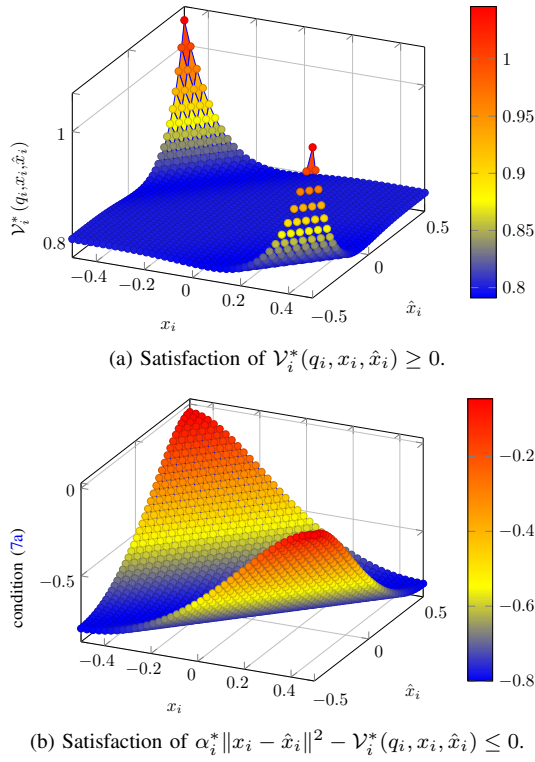 1
0.8
𝒱ᵢ*(qᵢ,xᵢ,x̂ᵢ)
−0.4 −0.2 0 0.2 0.4
xᵢ
−0.5 0 0.5
x̂ᵢ
1
0.95
0.9
0.85
0.8
(a) Satisfaction of 𝒱ᵢ*(qᵢ, xᵢ, x̂ᵢ) ≥ 0.
0
−0.5
condition (7a)
−0.4 −0.2 0 0.2 0.4
xᵢ
−0.5 0 0.5
x̂ᵢ
−0.2
−0.4
−0.6
−0.8
(b) Satisfaction of αᵢ*‖xᵢ − x̂ᵢ‖² − 𝒱ᵢ*(qᵢ, xᵢ, x̂ᵢ) ≤ 0.